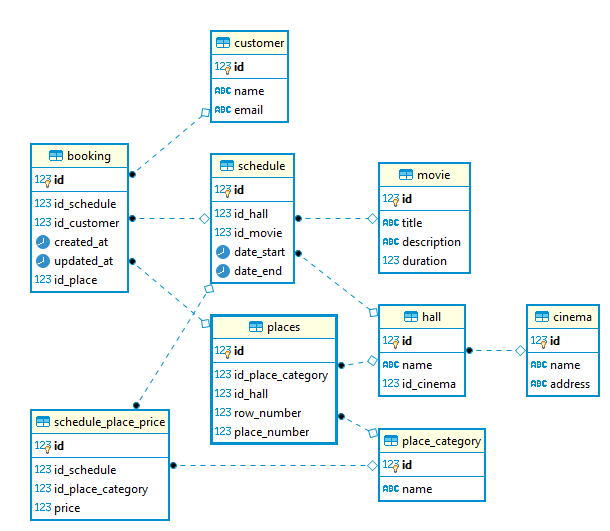 customer
123 id
ABC name
ABC email
booking
123 id
123 id_schedule
123 id_customer
created_at
updated_at
123 id_place
schedule
123 id
123 id_hall
123 id_movie
date_start
date_end
movie
123 id
ABC title
ABC description
123 duration
places
123 id
123 id_place_category
123 id_hall
123 row_number
123 place_number
hall
123 id
ABC name
123 id_cinema
cinema
123 id
ABC name
ABC address
schedule_place_price
123 id
123 id_schedule
123 id_place_category
123 price
place_category
123 id
ABC name